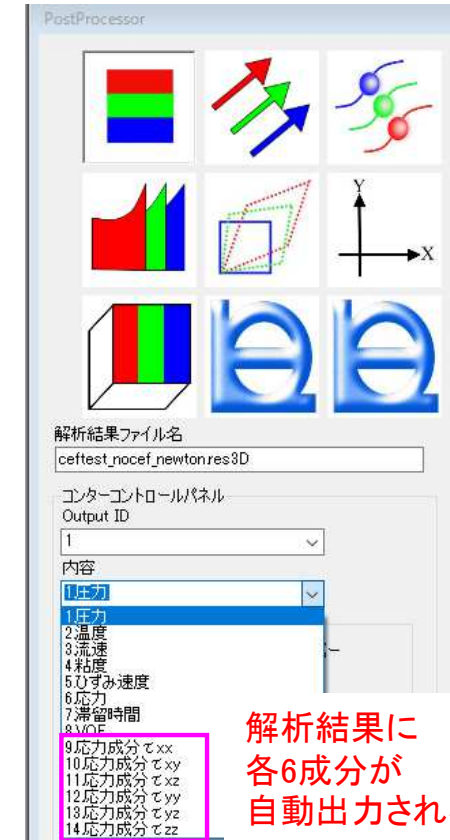 PostProcessor
Y
X
解析結果ファイル名
ceftest_nocef_newton.res3D
コンターコントロールパネル
Output ID
1
内容
1.圧力
1.圧力
2.温度
3.流速
4.粘度
5.ひずみ速度
6.応力
7.滞留時間
8.VOF
9.応力成分τxx
10.応力成分τxy
11.応力成分τxz
12.応力成分τyy
13.応力成分τyz
14.応力成分τzz
解析結果に
各6成分が
自動出力され